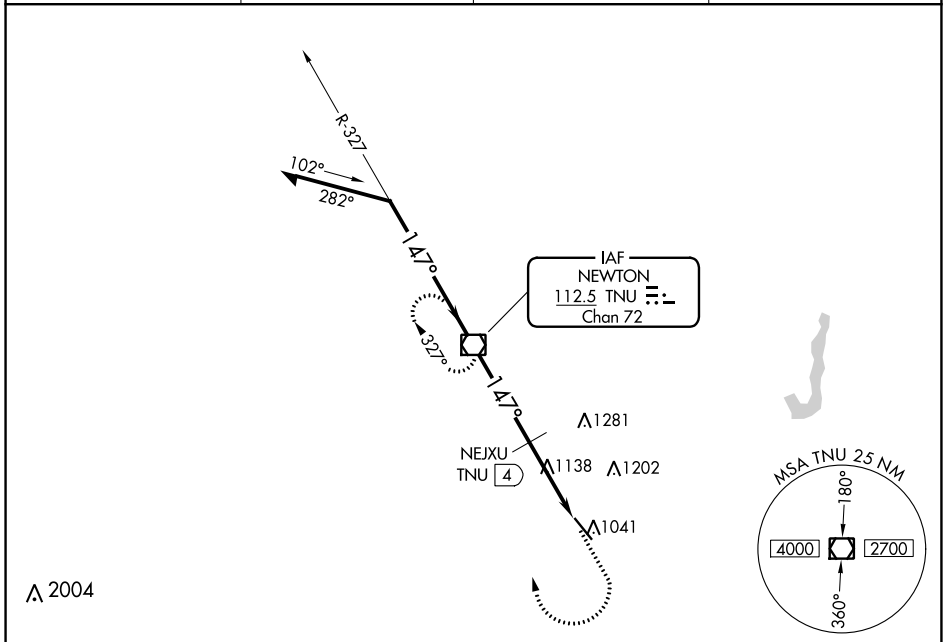 R-327
102°
282°
147°
IAF
NEWTON
112.5 TNU
Chan 72
327°
147°
1281
NEJXU
TNU 4
1138
1202
1041
2004
MSA TNU 25 NM
180°
4000
2700
360°